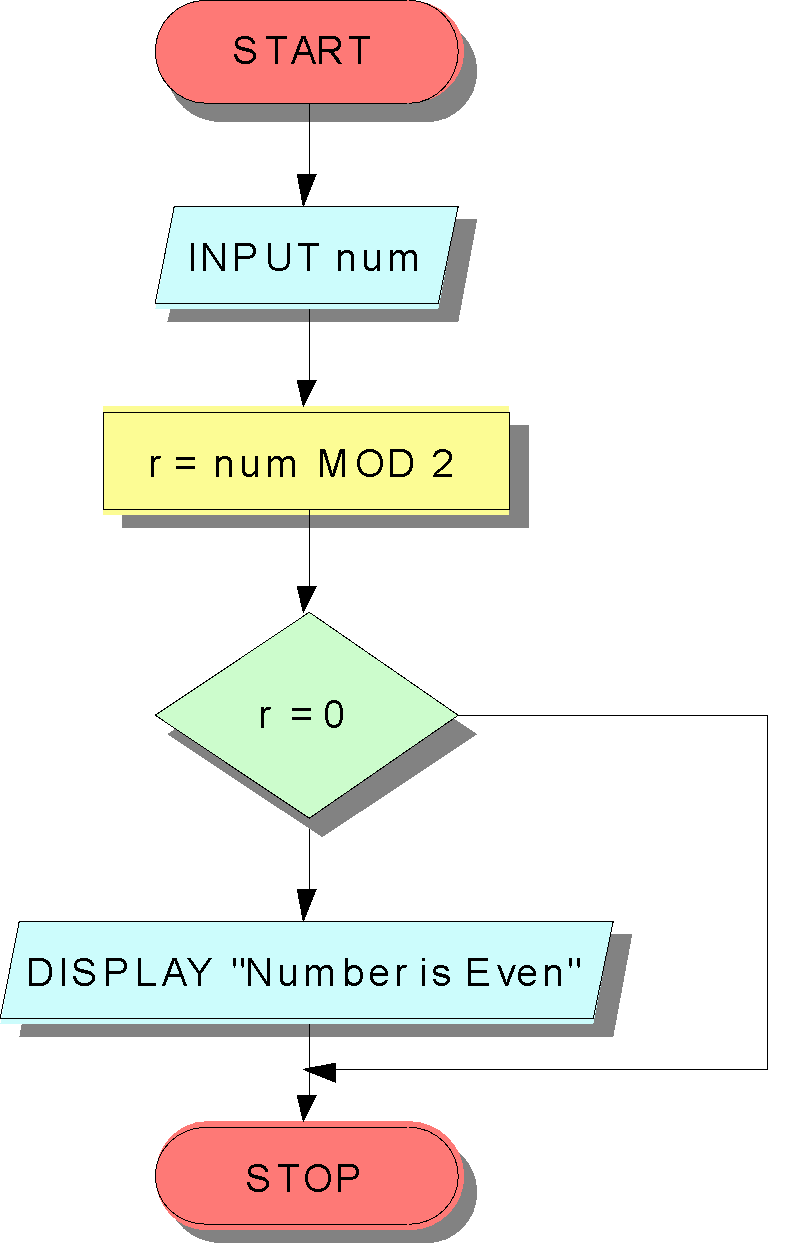 START
INPUT num
r = num MOD 2
r = 0
DISPLAY "Number is Even"
STOP